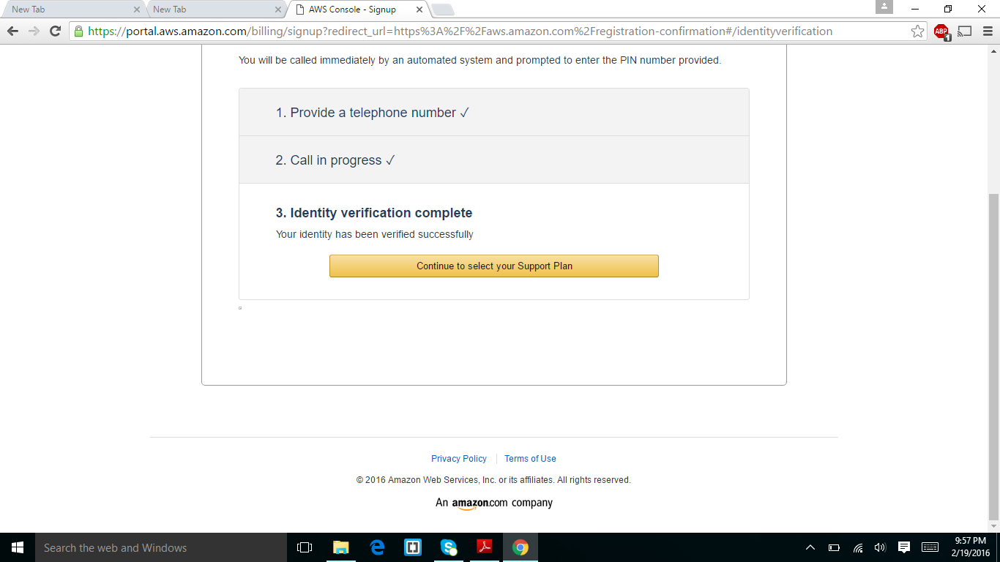 New Tab
New Tab
AWS Console - Signup
https://portal.aws.amazon.com/billing/signup?redirect_url=https%3A%2F%2Faws.amazon.com%2Fregistration-confirmation#/identityverification
ABP
1
You will be called immediately by an automated system and prompted to enter the PIN number provided.
1. Provide a telephone number ✓
2. Call in progress ✓
3. Identity verification complete
Your identity has been verified successfully
Continue to select your Support Plan
Privacy Policy
Terms of Use
© 2016 Amazon Web Services, Inc. or its affiliates. All rights reserved.
An amazon.com company
Search the web and Windows
9:57 PM
2/19/2016